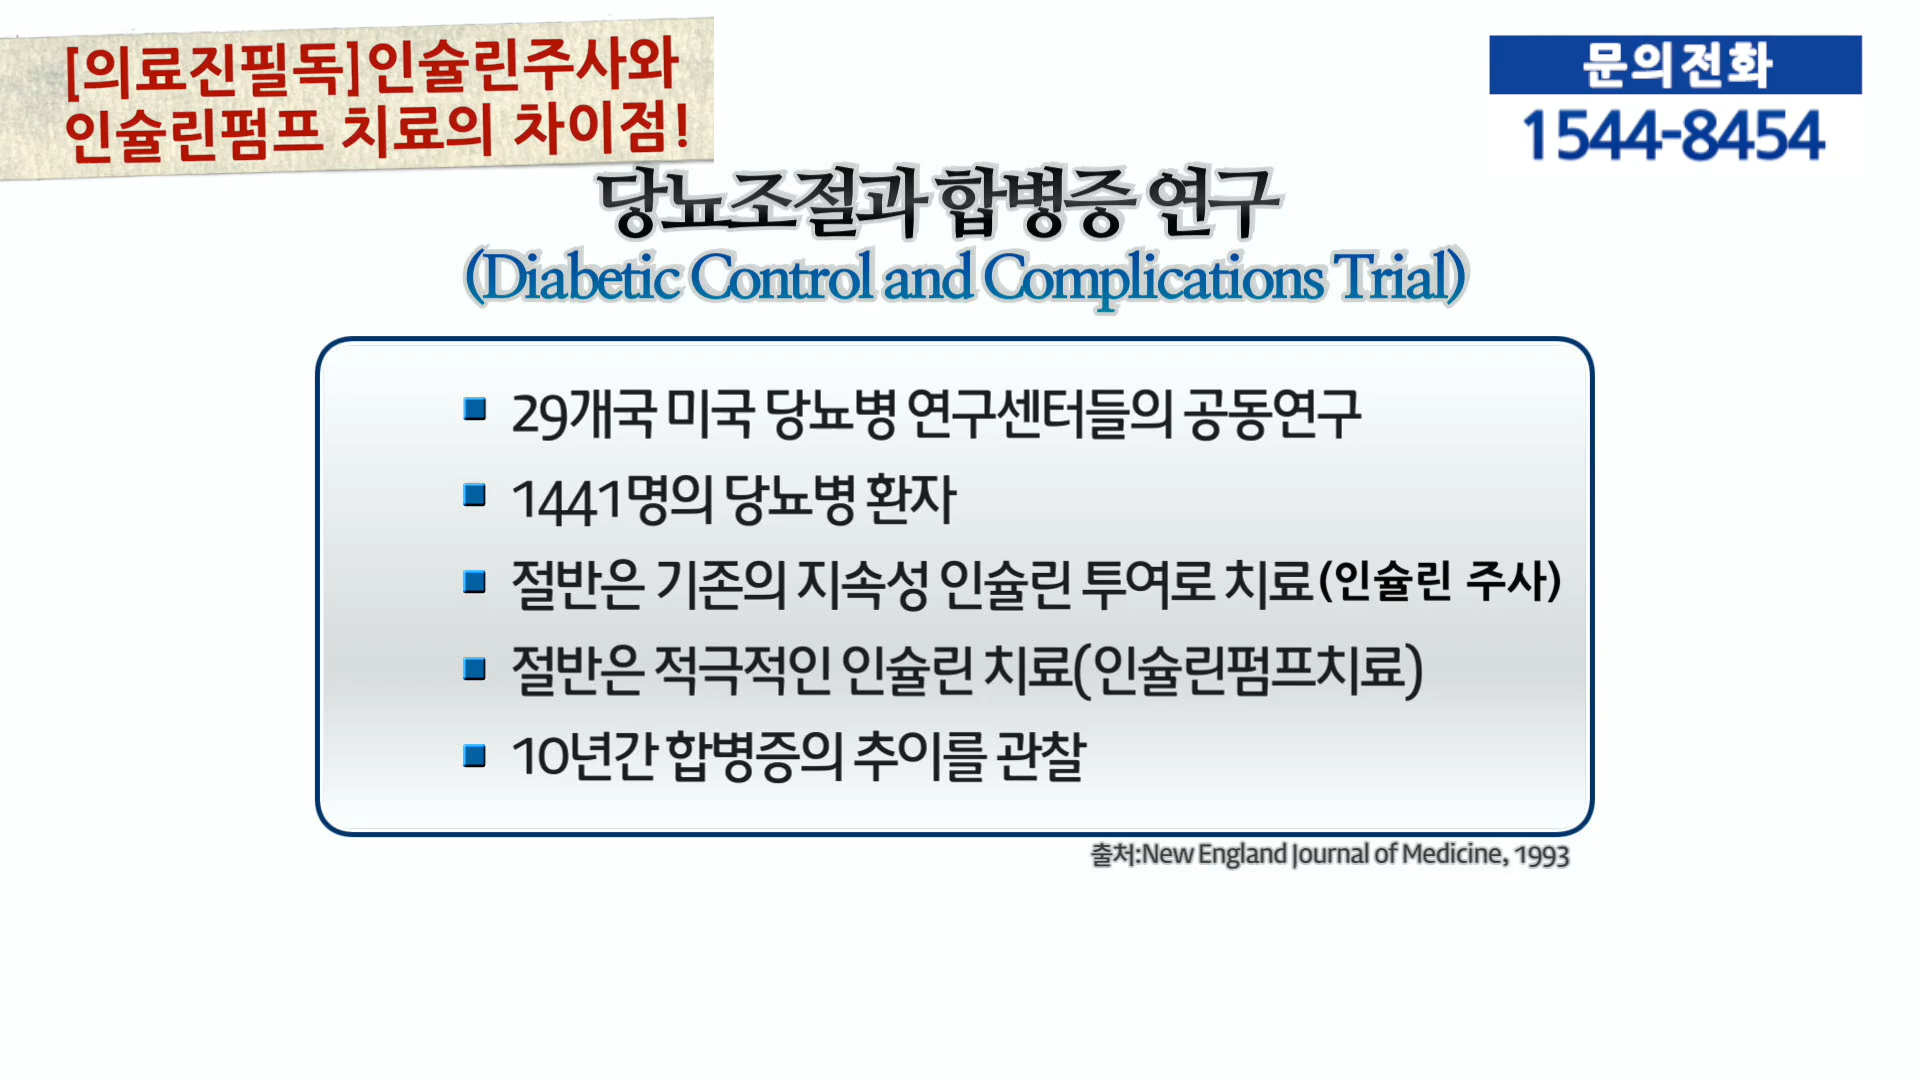 [의료진필독]인슐린주사와
인슐린펌프 치료의 차이점!
문의전화
1544-8454
당뇨조절과 합병증 연구
(Diabetic Control and Complications Trial)
29개국 미국 당뇨병 연구센터들의 공동연구
1441명의 당뇨병 환자
절반은 기존의 지속성 인슐린 투여로 치료(인슐린 주사)
절반은 적극적인 인슐린 치료(인슐린펌프치료)
10년간 합병증의 추이를 관찰
출처:New England Journal of Medicine, 1993